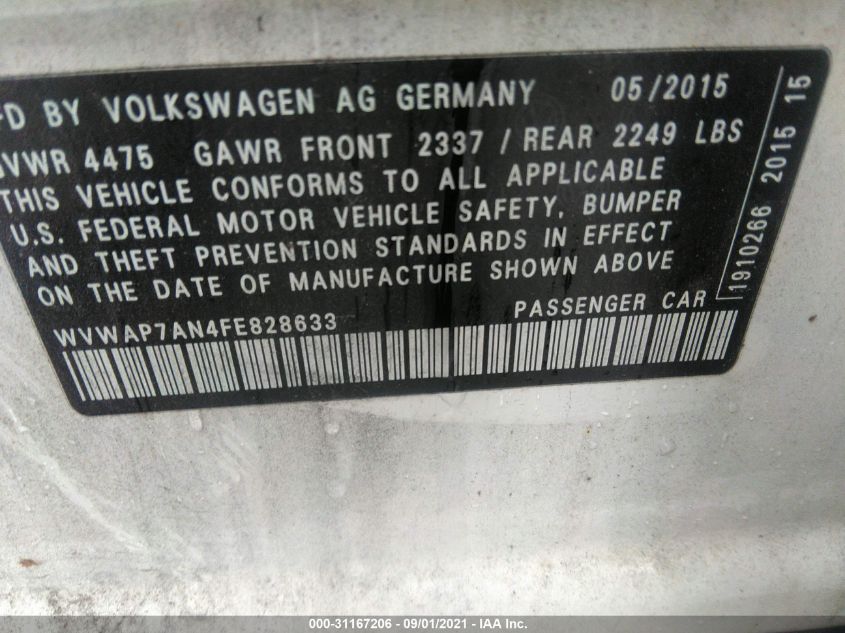 FD BY VOLKSWAGEN AG GERMANY 05/2015
GVWR 4475 GAWR FRONT 2337 / REAR 2249 LBS
THIS VEHICLE CONFORMS TO ALL APPLICABLE
U.S. FEDERAL MOTOR VEHICLE SAFETY, BUMPER
AND THEFT PREVENTION STANDARDS IN EFFECT
ON THE DATE OF MANUFACTURE SHOWN ABOVE
WVWAP7AN4FE828633 PASSENGER CAR
1910266 2015 15
000-31167206 - 09/01/2021 - IAA Inc.